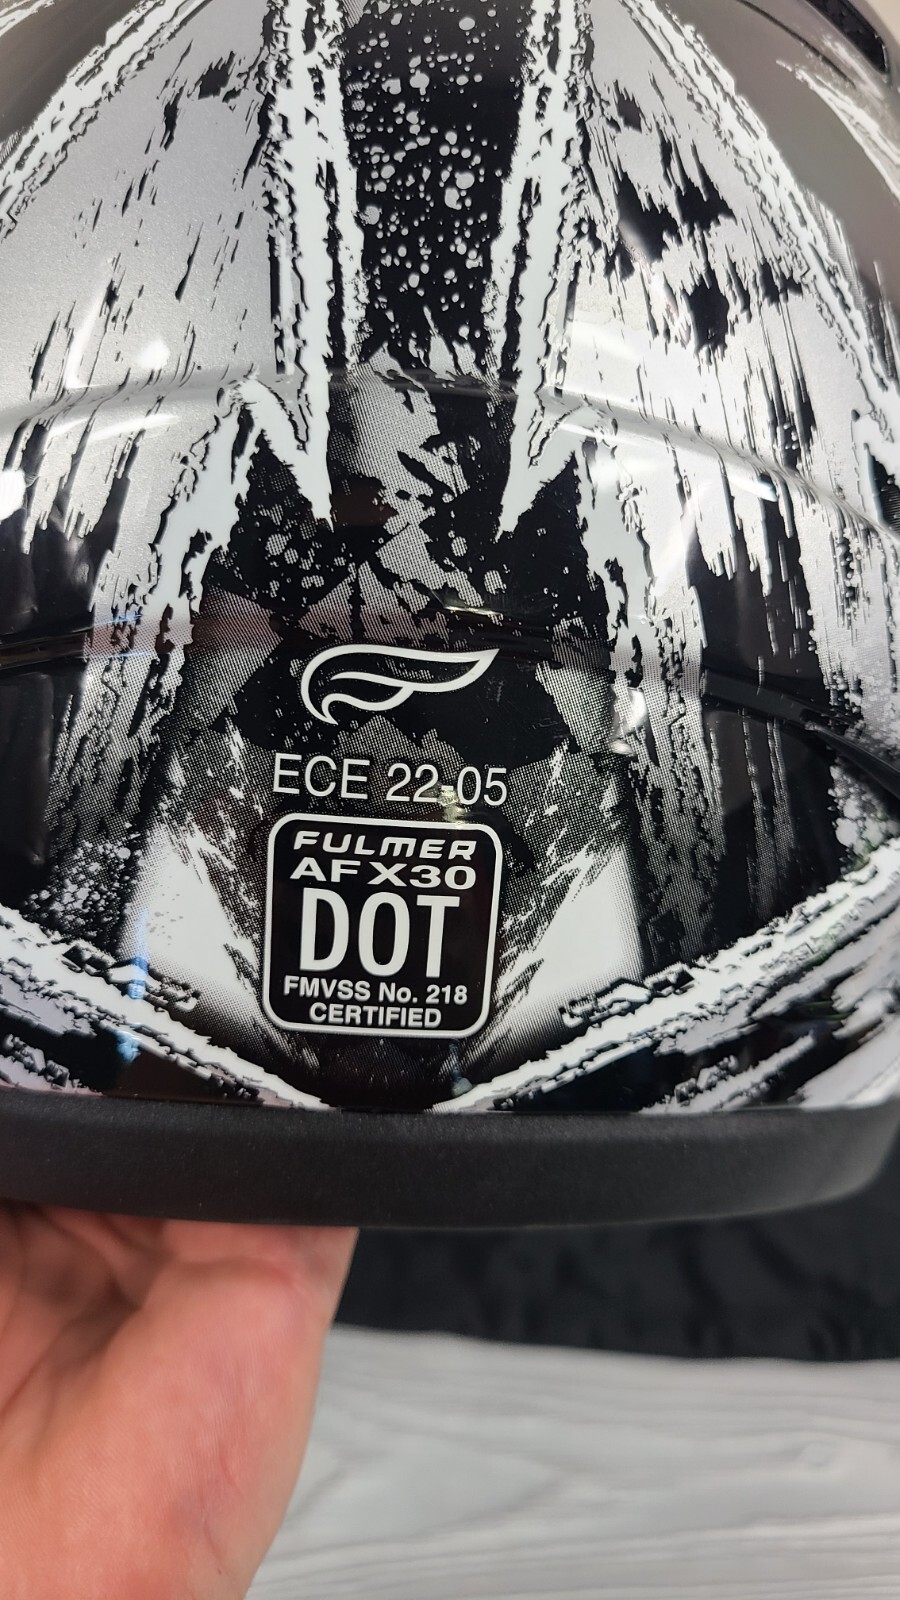 ECE 22-05
FULMER
AFX30
DOT
FMVSS No. 218
CERTIFIED